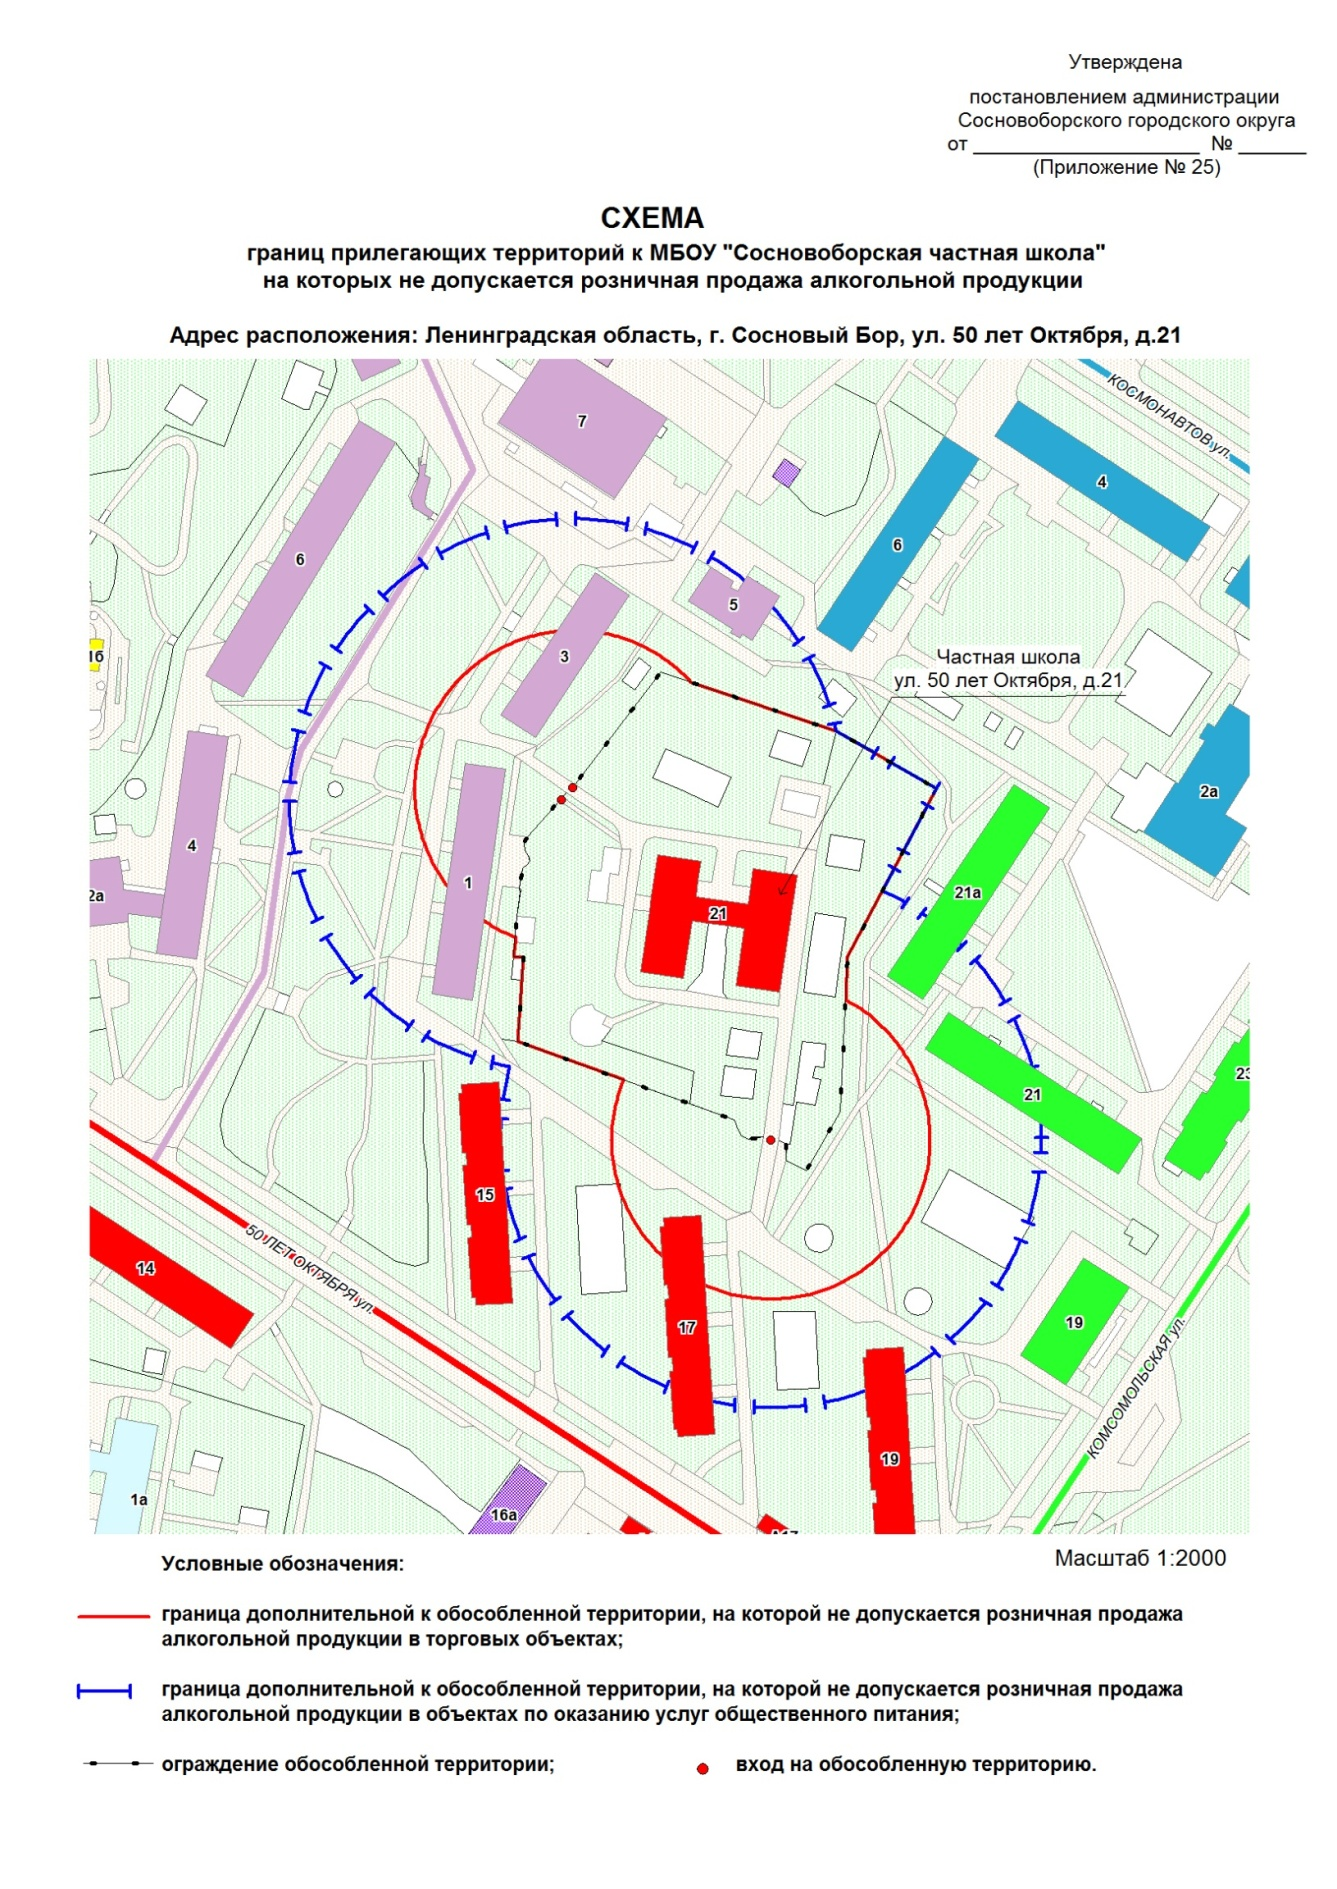 Утверждена
постановлением администрации
Сосновоборского городского округа
от ____________________ № ______
(Приложение № 25)
СХЕМА
границ прилегающих территорий к МБОУ "Сосновоборская частная школа"
на которых не допускается розничная продажа алкогольной продукции
Адрес расположения: Ленинградская область, г. Сосновый Бор, ул. 50 лет Октября, д.21
КОСМОНАВТОВ ул.
7
4
6
6
5
3
1б
Частная школа
ул. 50 лет Октября, д.21
2а
4
1
2а
21а
21
23
21
15
14
50 ЛЕТ ОКТЯБРЯ ул.
17
19
КОМСОМОЛЬСКАЯ ул.
19
1а
16а
Масштаб 1:2000
Условные обозначения:
граница дополнительной к обособленной территории, на которой не допускается розничная продажа
алкогольной продукции в торговых объектах;
граница дополнительной к обособленной территории, на которой не допускается розничная продажа
алкогольной продукции в объектах по оказанию услуг общественного питания;
ограждение обособленной территории;
вход на обособленную территорию.